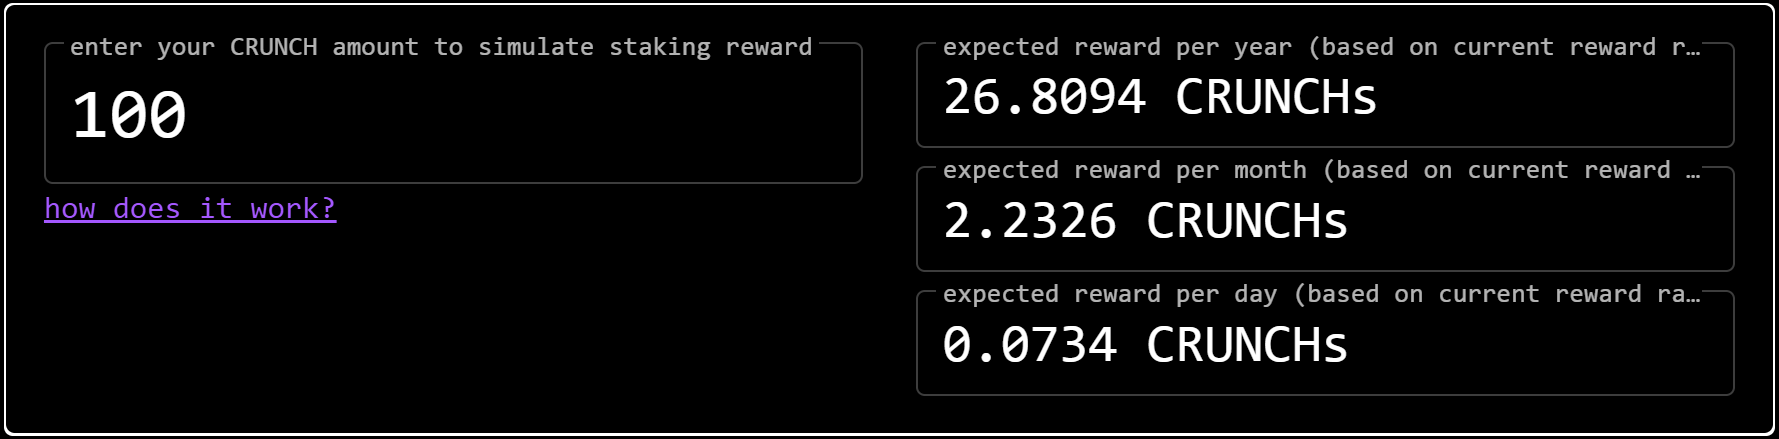 enter your CRUNCH amount to simulate staking reward
100
how does it work?
expected reward per year (based on current reward r…
26.8094 CRUNCHs
expected reward per month (based on current reward …
2.2326 CRUNCHs
expected reward per day (based on current reward ra…
0.0734 CRUNCHs